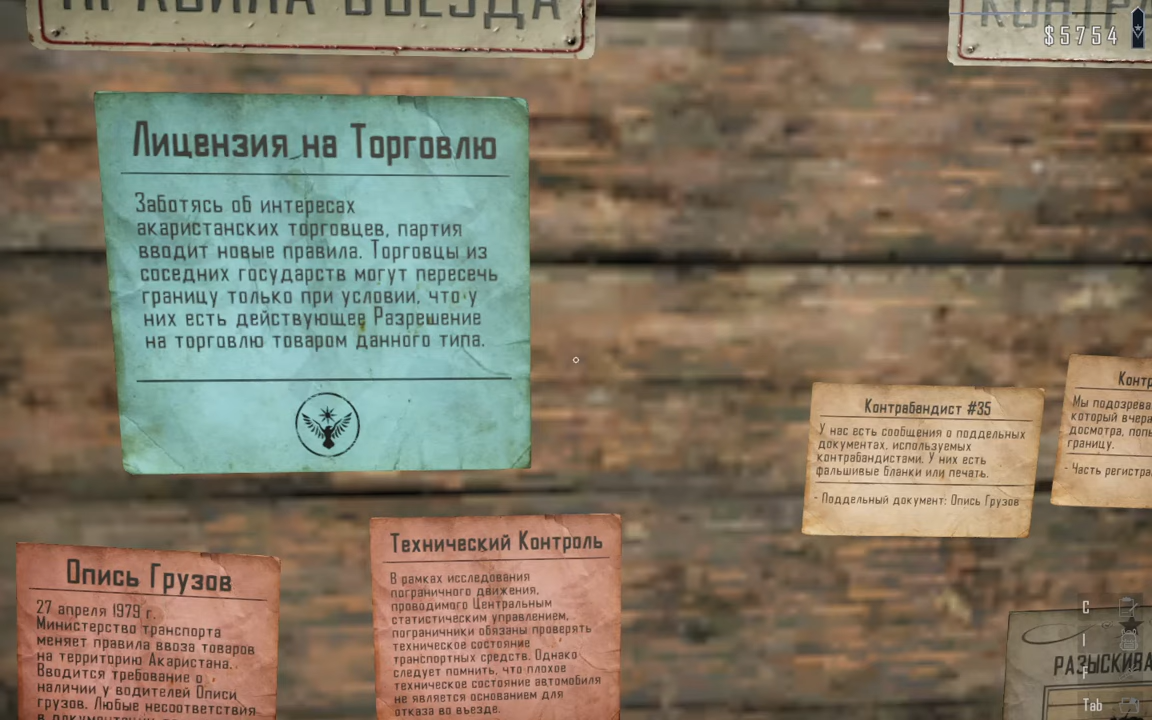 ПРАВИЛА ВЪЕЗДА
$5754
Лицензия на Торговлю
Заботясь об интересах
акаристанских торговцев, партия
вводит новые правила. Торговцы из
соседних государств могут пересечь
границу только при условии, что у
них есть действующее Разрешение
на торговлю товаром данного типа.
Контрабандист #35
У нас есть сообщения о поддельных
документах, используемых
контрабандистами. У них есть
фальшивые бланки или печать.
- Поддельный документ: Опись Грузов
Мы подозрева
который вчера
досмотра, поп
границу.
- Часть регистра
Опись Грузов
27 апреля 1979 г.
Министерство транспорта
меняет правила ввоза товаров
на территорию Акаристана.
Вводится требование о
наличии у водителей Описи
грузов. Любые несоответствия
Технический Контроль
В рамках исследования
пограничного движения,
проводимого Центральным
статистическим управлением,
пограничники обязаны проверять
техническое состояние
транспортных средств. Однако
следует помнить, что плохое
техническое состояние автомобиля
не является основанием для
отказа во въезде.
РАЗЫСКИВА
C
I
F
Tab